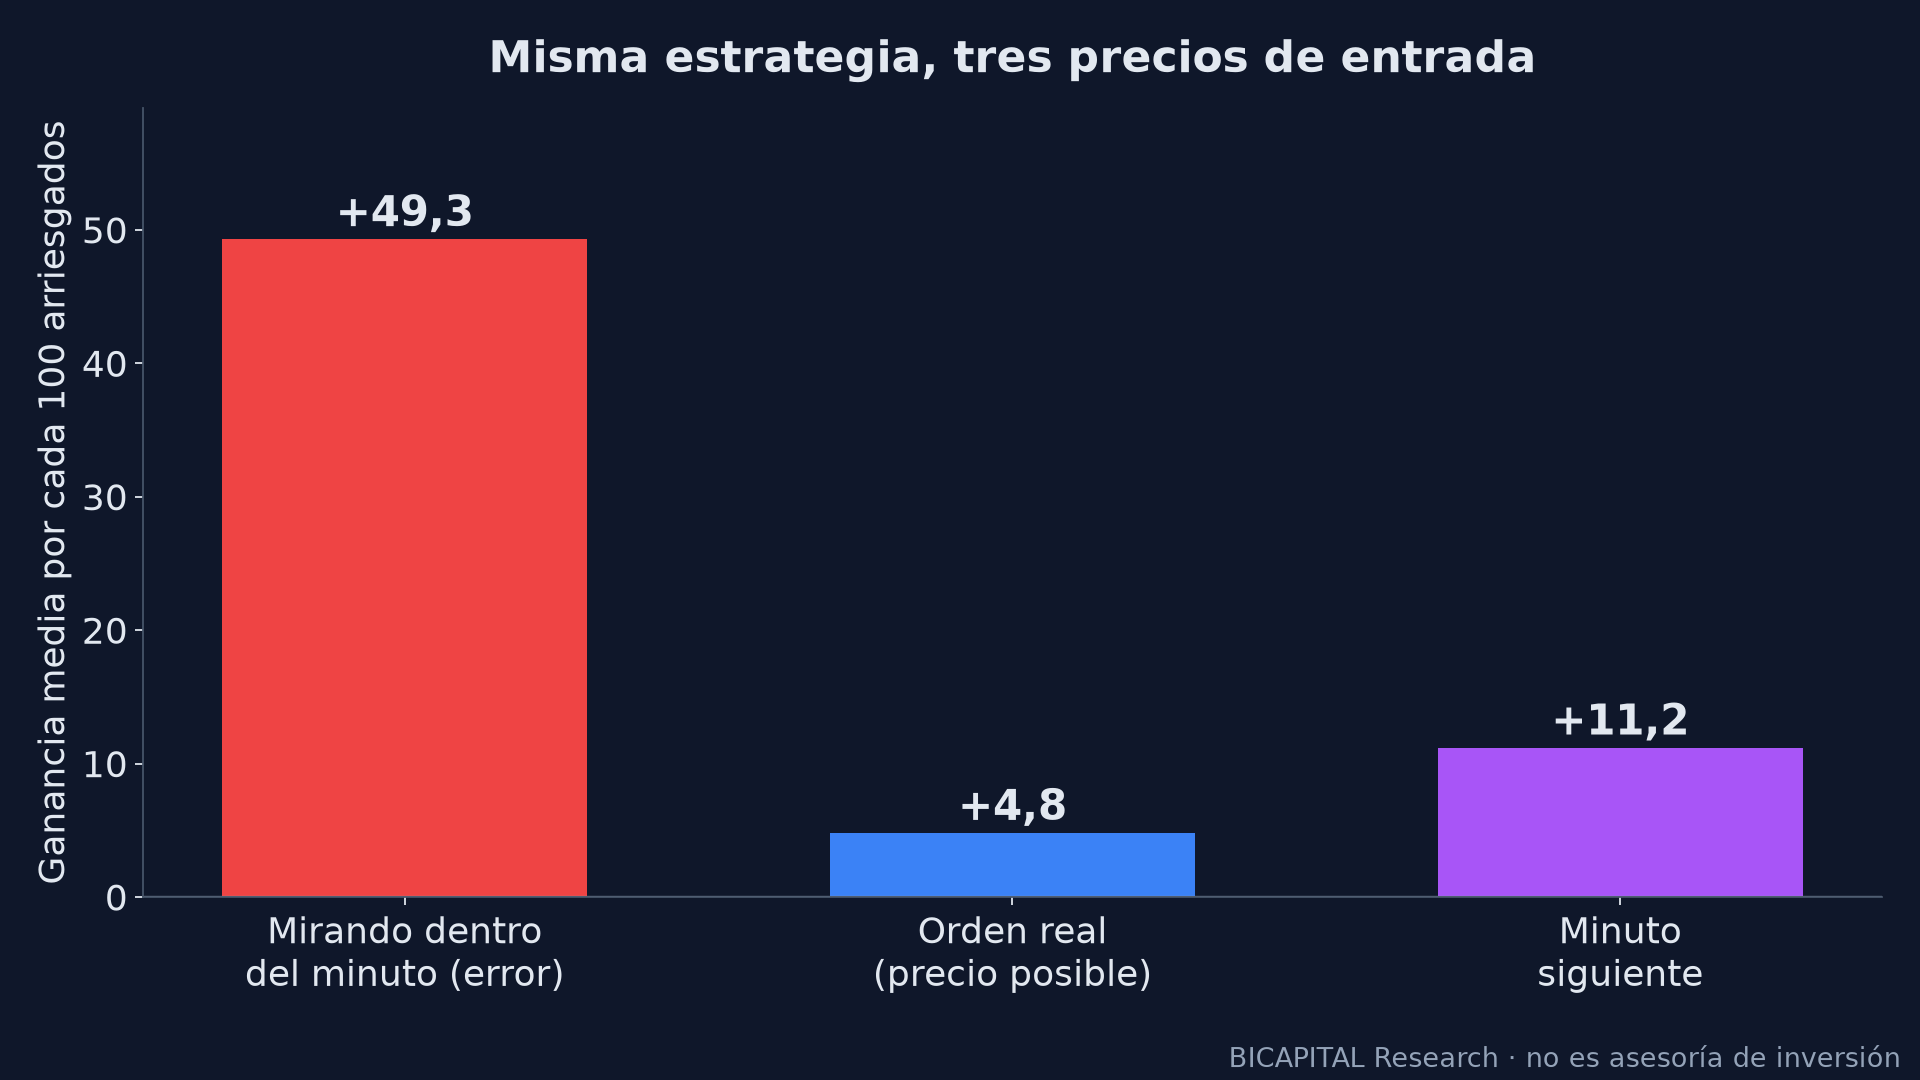 Misma estrategia, tres precios de entrada
Ganancia media por cada 100 arriesgados
50
40
30
20
10
0
+49,3
+4,8
+11,2
Mirando dentro
del minuto (error)
Orden real
(precio posible)
Minuto
siguiente
BICAPITAL Research · no es asesoría de inversión